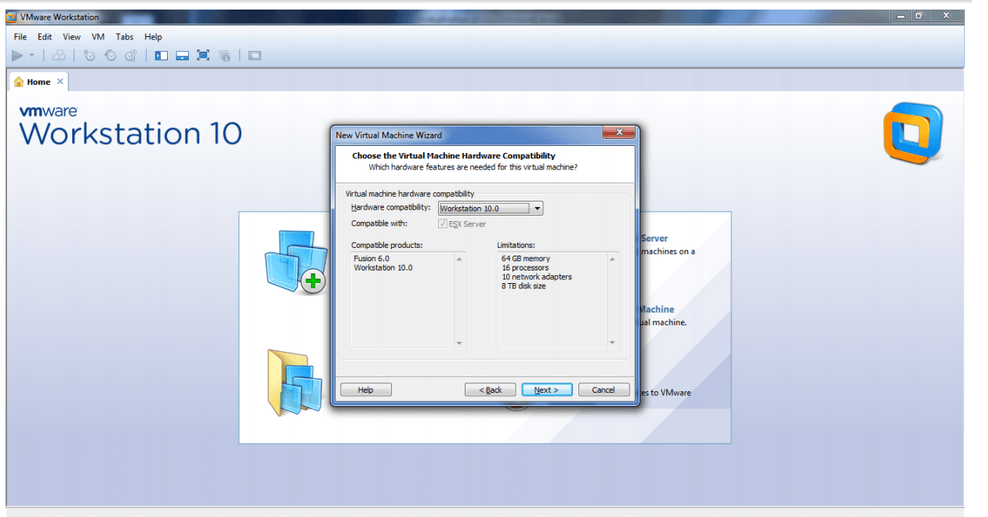 VMware Workstation
File Edit View VM Tabs Help
Home
vmware
Workstation 10
New Virtual Machine Wizard
Choose the Virtual Machine Hardware Compatibility
Which hardware features are needed for this virtual machine?
Virtual machine hardware compatibility
Hardware compatibility: Workstation 10.0
Compatible with: ESX Server
Compatible products:
Fusion 6.0
Workstation 10.0
Limitations:
64 GB memory
16 processors
10 network adapters
8 TB disk size
Help < Back Next > Cancel
Server
machines on a
Machine
ual machine.
es to VMware